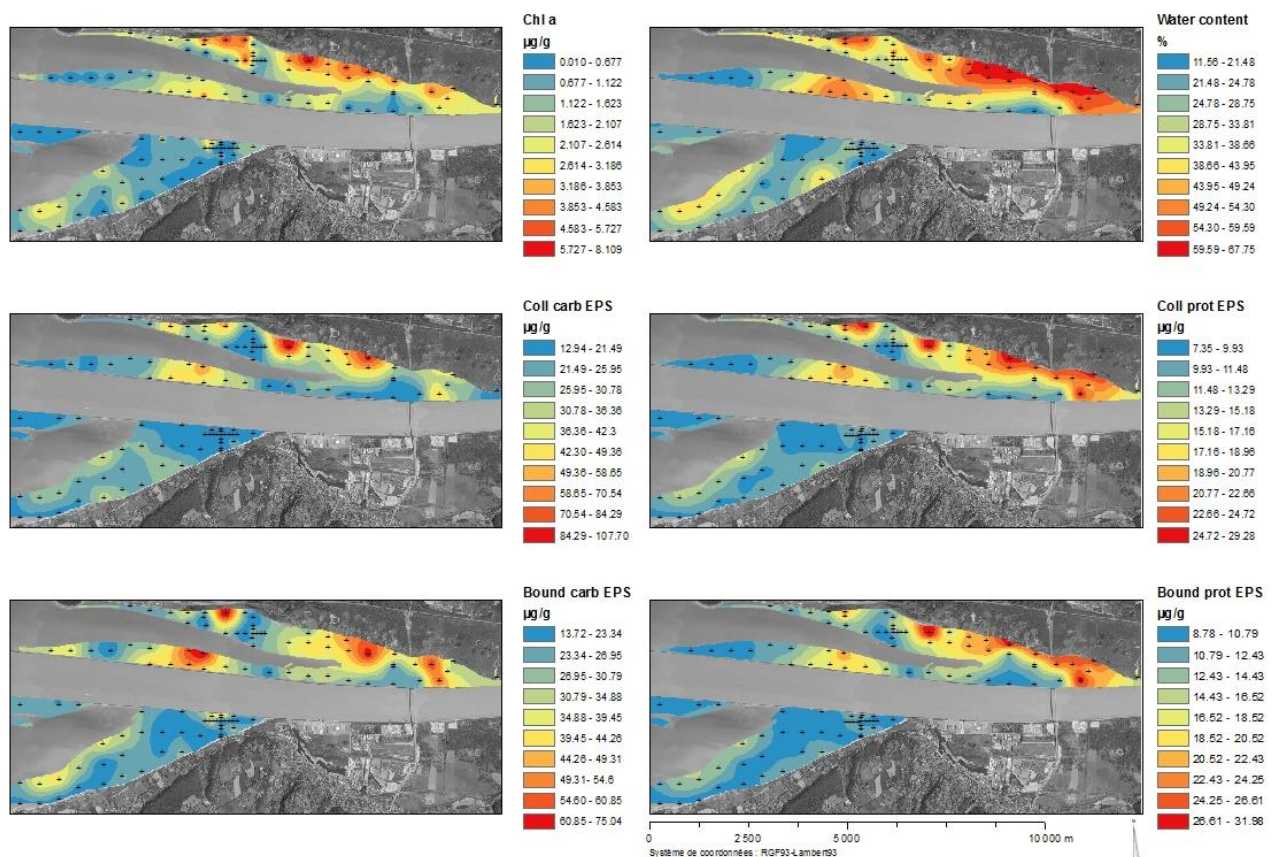 Chl a
µg/g
0.010 - 0.677
0.677 - 1.122
1.122 - 1.623
1.623 - 2.107
2.107 - 2.614
2.614 - 3.186
3.186 - 3.853
3.853 - 4.583
4.583 - 5.727
5.727 - 8.109
Water content
%
11.56 - 21.48
21.48 - 24.78
24.78 - 28.75
28.75 - 33.81
33.81 - 38.66
38.66 - 43.95
43.95 - 49.24
49.24 - 54.30
54.30 - 59.59
59.59 - 67.75
Coll carb EPS
µg/g
12.94 - 21.49
21.49 - 25.95
25.95 - 30.78
30.78 - 36.36
36.36 - 42.3
42.30 - 49.36
49.36 - 58.65
58.65 - 70.54
70.54 - 84.29
84.29 - 107.70
Coll prot EPS
µg/g
7.35 - 9.93
9.93 - 11.48
11.48 - 13.29
13.29 - 15.18
15.18 - 17.16
17.16 - 18.96
18.96 - 20.77
20.77 - 22.66
22.66 - 24.72
24.72 - 29.28
Bound carb EPS
µg/g
13.72 - 23.34
23.34 - 26.95
26.95 - 30.79
30.79 - 34.88
34.88 - 39.45
39.45 - 44.26
44.26 - 49.31
49.31 - 54.6
54.60 - 60.85
60.85 - 75.04
Bound prot EPS
µg/g
8.78 - 10.79
10.79 - 12.43
12.43 - 14.43
14.43 - 16.52
16.52 - 18.52
18.52 - 20.52
20.52 - 22.43
22.43 - 24.25
24.25 - 26.61
26.61 - 31.98
0 2 500 5 000 10 000 m
Système de coordonnées : RGF93-Lambert93